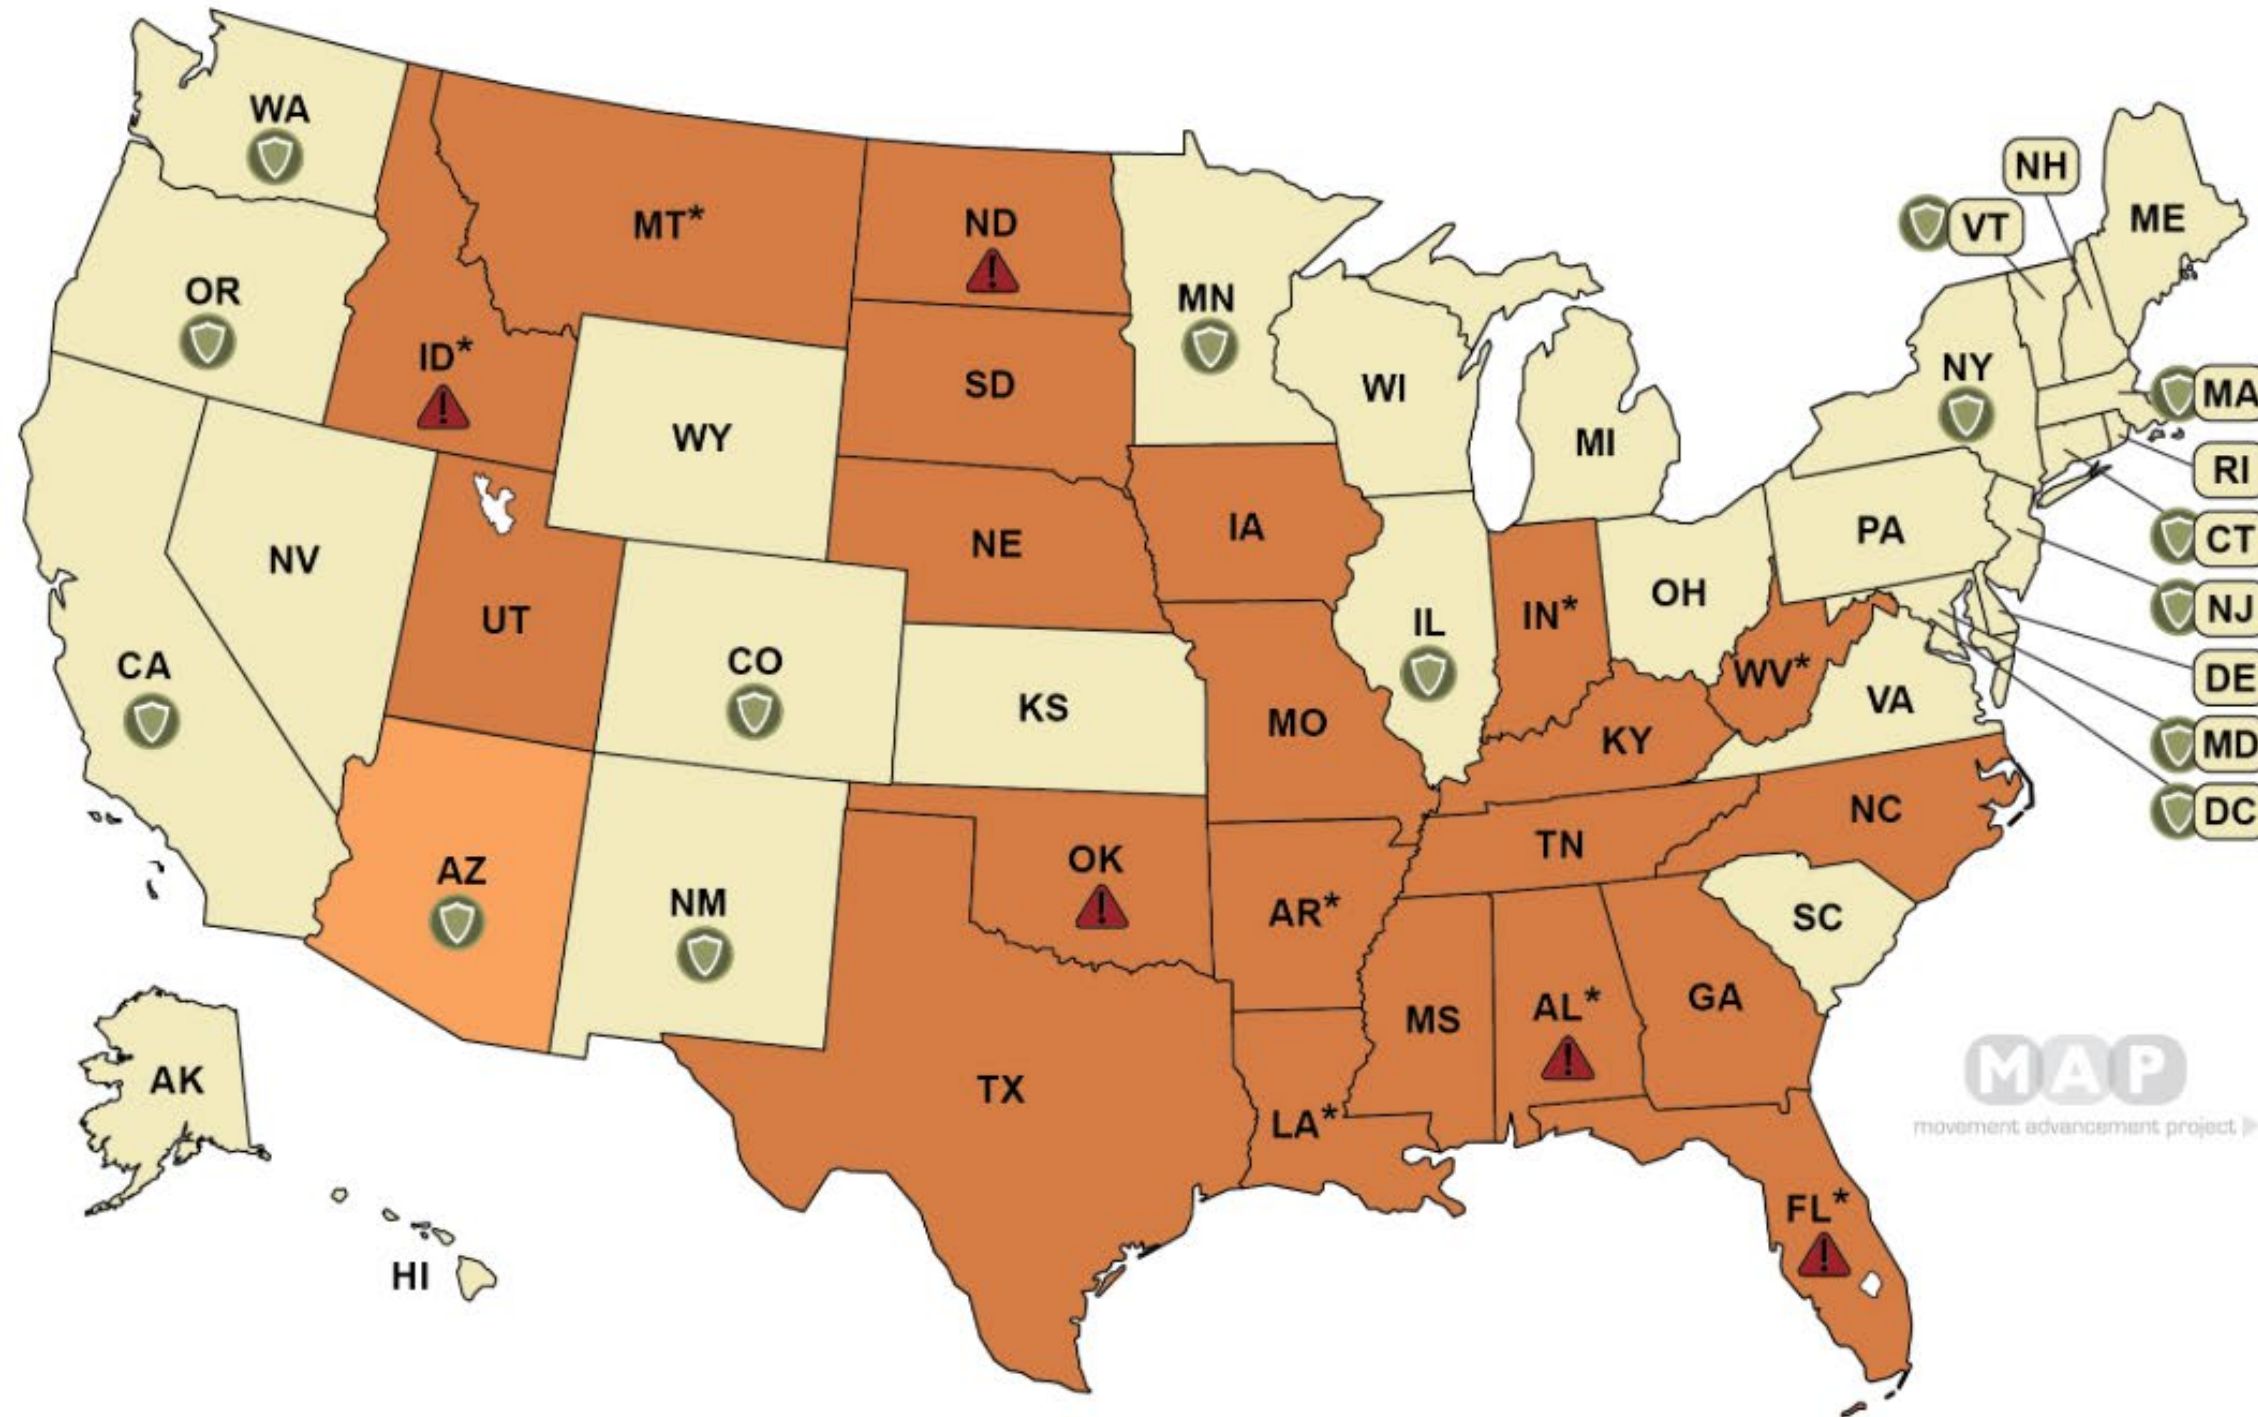 WA
NH
VT
ME
MT*
ND
OR
MN
ID*
SD
WI
NY
MA
WY
MI
RI
NV
NE
IA
PA
CT
UT
IL
IN*
OH
NJ
CA
CO
KS
MO
WV*
VA
DE
KY
MD
AZ
OK
TN
NC
DC
NM
AR*
SC
MS
AL*
GA
AK
TX
LA*
MAP
movement advancement project
FL*
HI